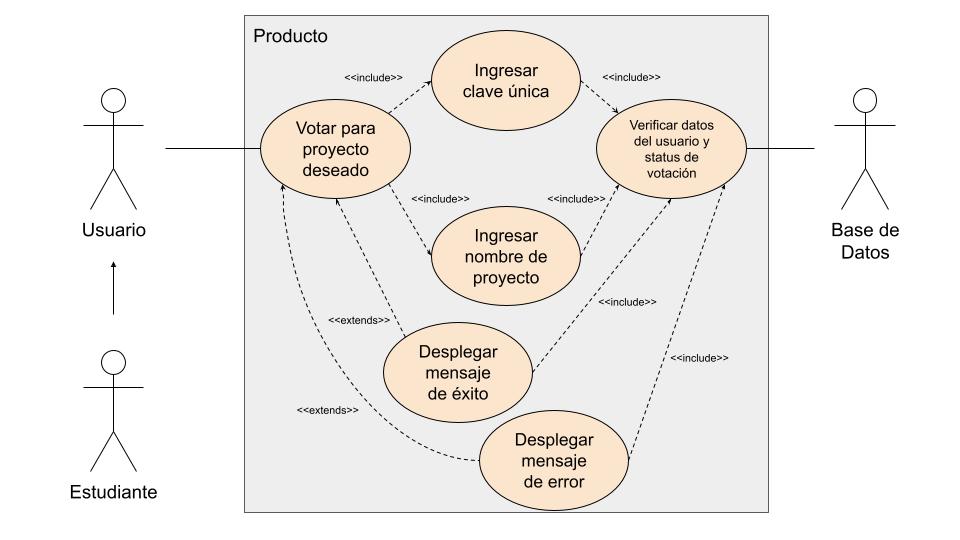 Producto
Ingresar
clave única
<<include>>
<<include>>
Votar para
proyecto
deseado
Verificar datos
del usuario y
status de
votación
<<include>>
<<include>>
Usuario
Base de
Datos
Ingresar
nombre de
proyecto
<<include>>
<<extends>>
Desplegar
mensaje
de éxito
<<include>>
<<extends>>
Desplegar
mensaje
de error
Estudiante